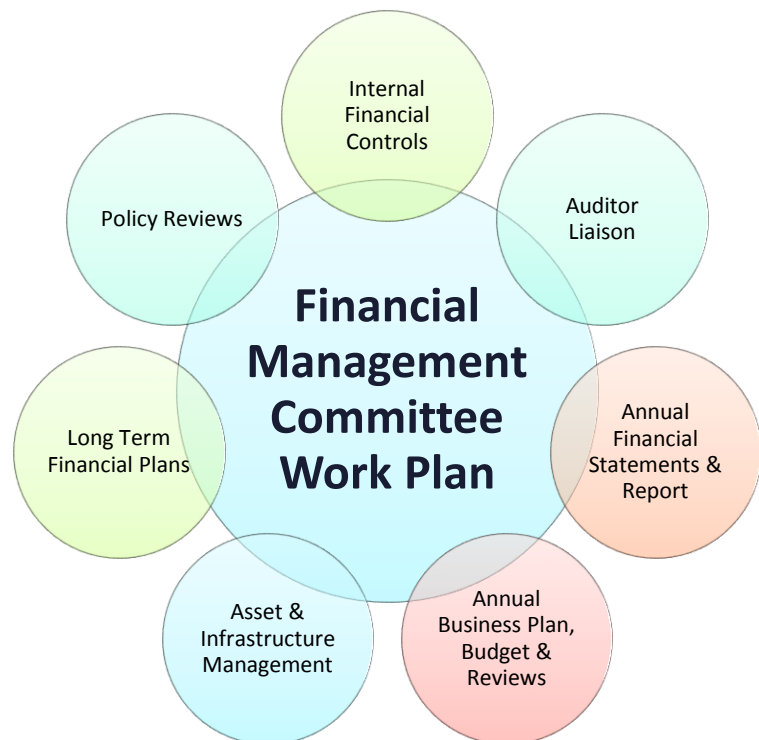 Internal
Financial
Controls
Auditor
Liaison
Annual
Financial
Statements &
Report
Annual
Business Plan,
Budget &
Reviews
Asset &
Infrastructure
Management
Long Term
Financial Plans
Policy Reviews
Financial
Management
Committee
Work Plan